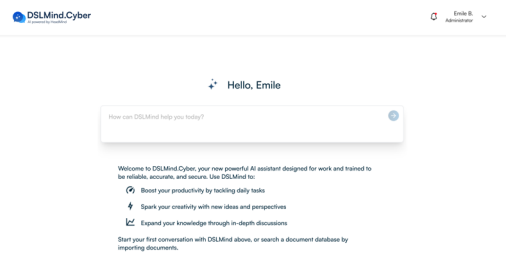 DSLMind.Cyber
AI powered by InsideMind
Emile B.
Administrator
Hello, Emile
How can DSLMind help you today?
Welcome to DSLMind.Cyber, your new powerful AI assistant designed for work and trained to
be reliable, accurate, and secure. Use DSLMind to:
Boost your productivity by tackling daily tasks
Spark your creativity with new ideas and perspectives
Expand your knowledge through in-depth discussions
Start your first conversation with DSLMind above, or search a document database by
importing documents.